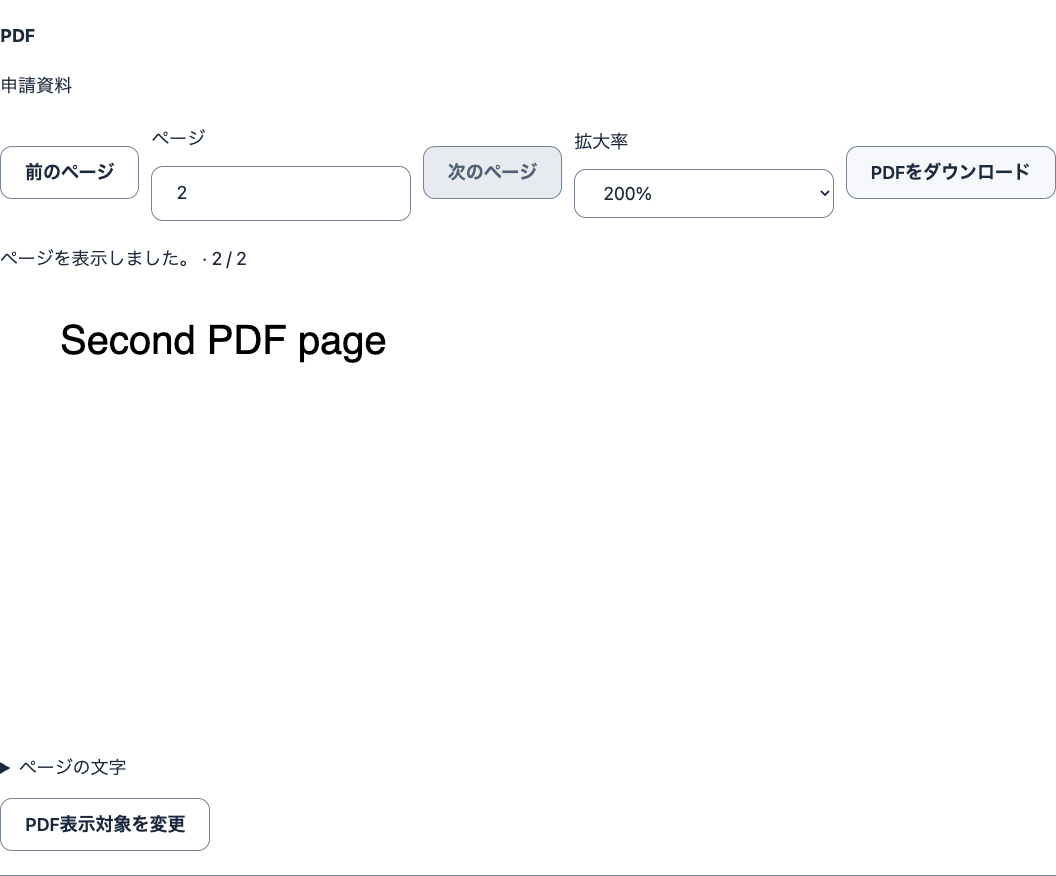 PDF
申請資料
前のページ
ページ
2
次のページ
拡大率
200%
PDFをダウンロード
ページを表示しました。 · 2 / 2
Second PDF page
▶ ページの文字
PDF表示対象を変更